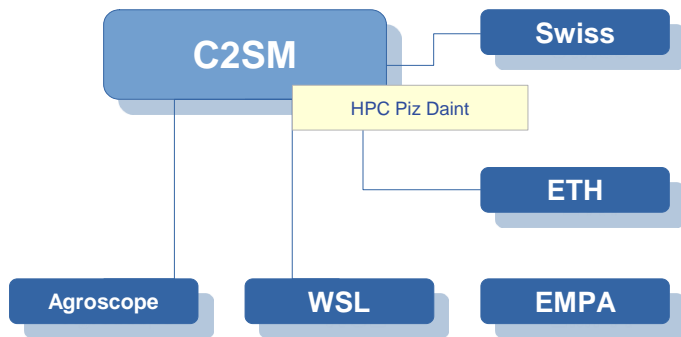 C2SM
Swiss
HPC Piz Daint
ETH
Agroscope
WSL
EMPA